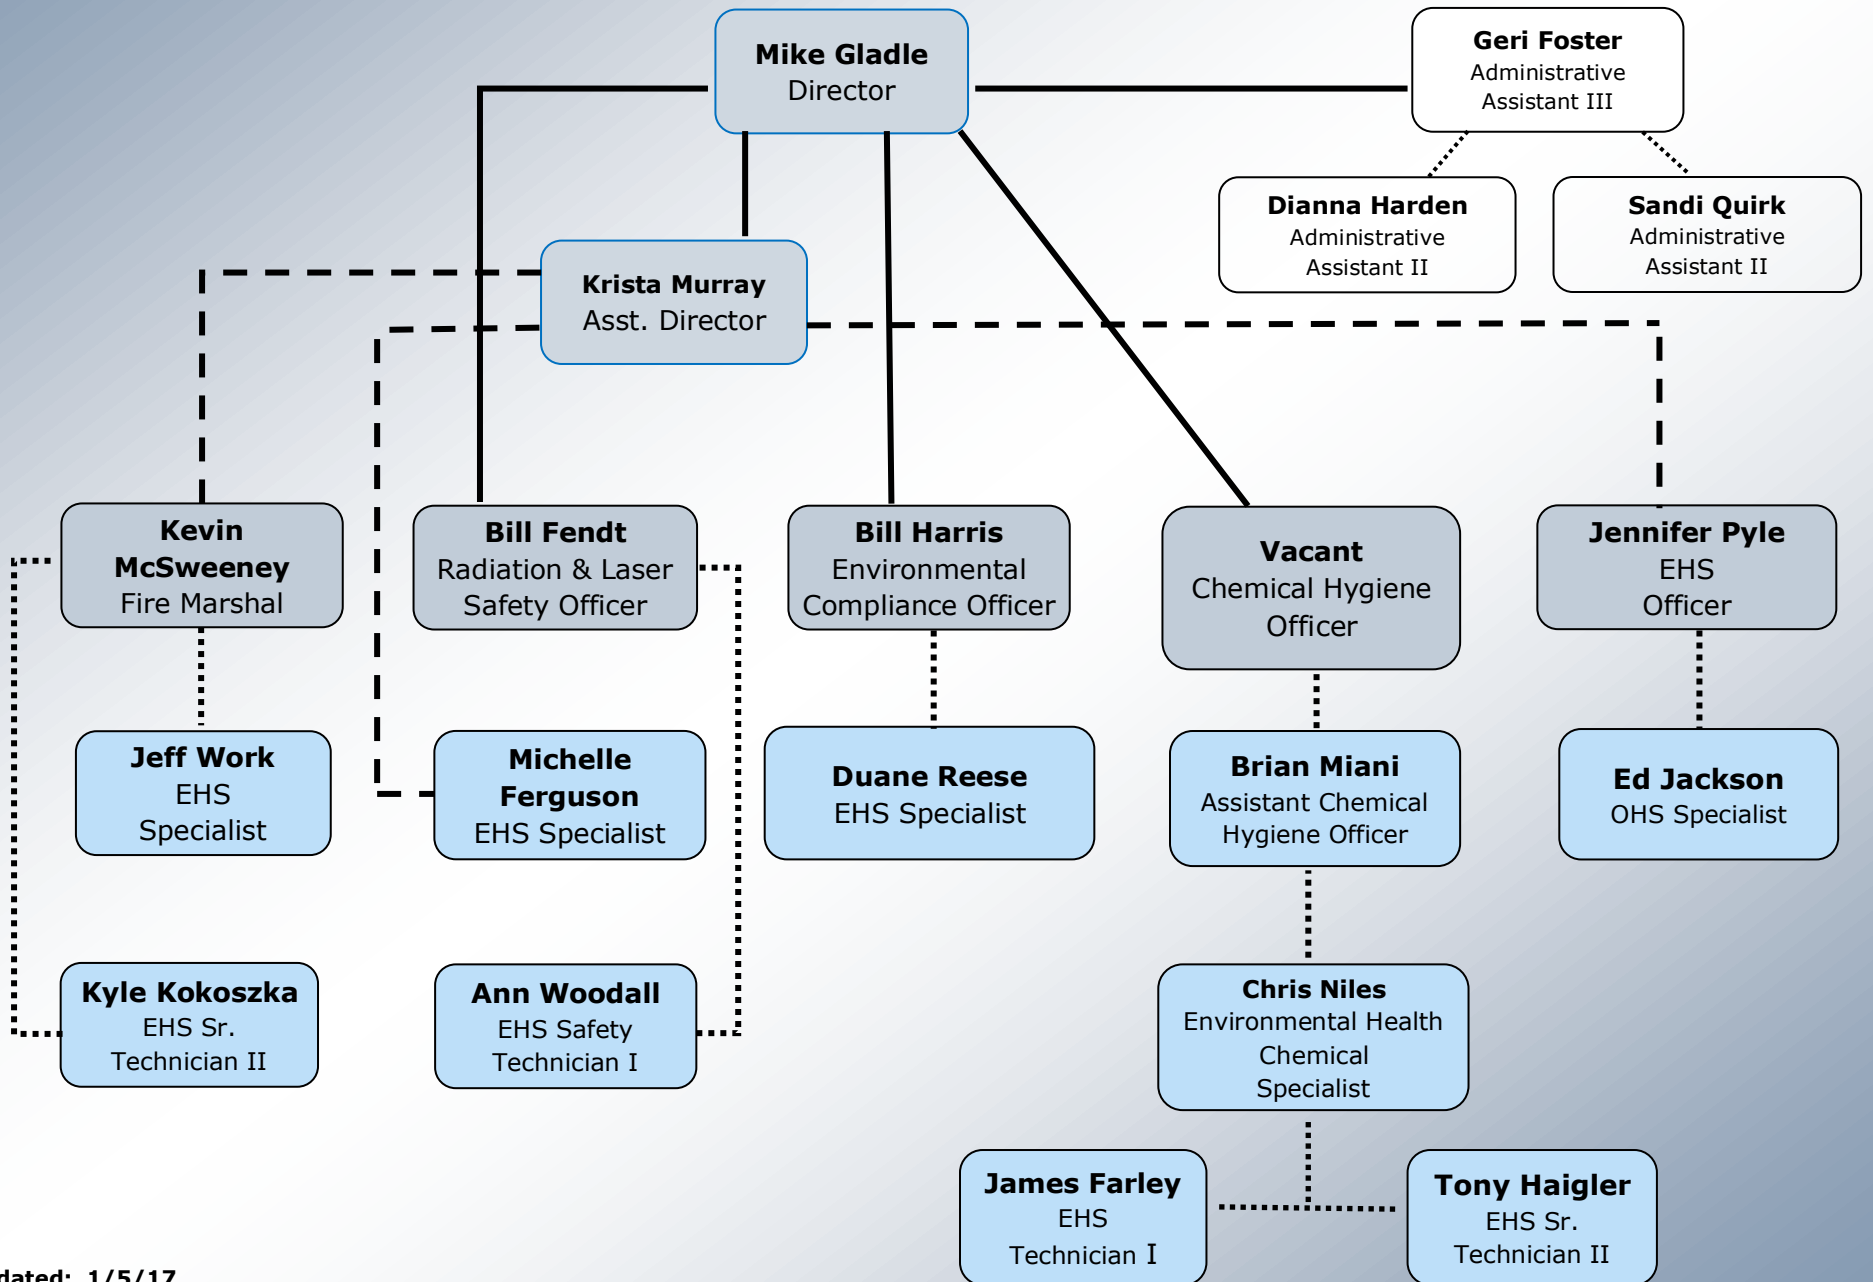 Mike Gladle
Director
Geri Foster
Administrative
Assistant III
Dianna Harden
Administrative
Assistant II
Sandi Quirk
Administrative
Assistant II
Krista Murray
Asst. Director
Kevin
McSweeney
Fire Marshal
Bill Fendt
Radiation & Laser
Safety Officer
Bill Harris
Environmental
Compliance Officer
Vacant
Chemical Hygiene
Officer
Jennifer Pyle
EHS
Officer
Jeff Work
EHS
Specialist
Michelle
Ferguson
EHS Specialist
Duane Reese
EHS Specialist
Brian Miani
Assistant Chemical
Hygiene Officer
Ed Jackson
OHS Specialist
Kyle Kokoszka
EHS Sr.
Technician II
Ann Woodall
EHS Safety
Technician I
Chris Niles
Environmental Health
Chemical
Specialist
James Farley
EHS
Technician I
Tony Haigler
EHS Sr.
Technician II
dated: 1/5/17